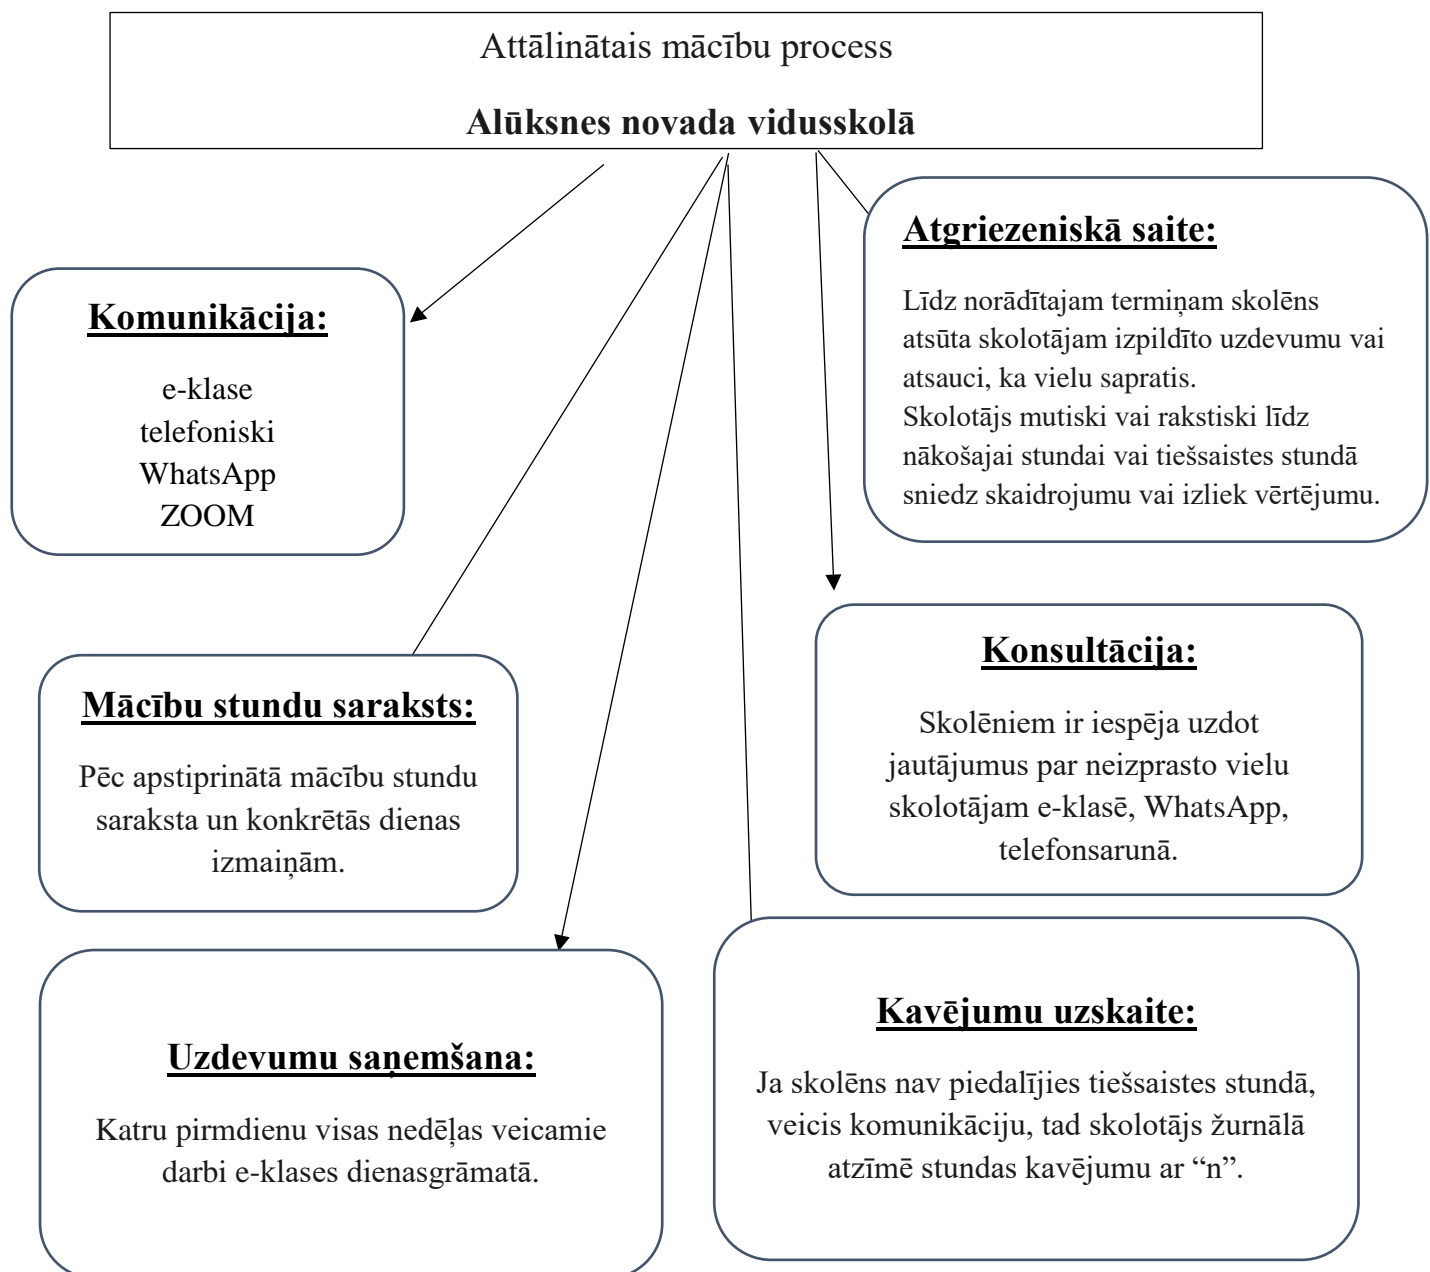 Attālinātais mācību process
Alūksnes novada vidusskolā
Atgriezeniskā saite:
Līdz norādītajam termiņam skolēns
atsūta skolotājam izpildīto uzdevumu vai
atsauci, ka vielu sapratis.
Skolotājs mutiski vai rakstiski līdz
nākošajai stundai vai tiešsaistes stundā
sniedz skaidrojumu vai izliek vērtējumu.
Komunikācija:
e-klase
telefoniski
WhatsApp
ZOOM
Konsultācija:
Skolēniem ir iespēja uzdot
jautājumus par neizprasto vielu
skolotājam e-klasē, WhatsApp,
telefonsarunā.
Mācību stundu saraksts:
Pēc apstiprinātā mācību stundu
saraksta un konkrētās dienas
izmaiņām.
Kavējumu uzskaite:
Ja skolēns nav piedalījies tiešsaistes stundā,
veicis komunikāciju, tad skolotājs žurnālā
atzīmē stundas kavējumu ar “n”.
Uzdevumu saņemšana:
Katru pirmdienu visas nedēļas veicamie
darbi e-klases dienasgrāmatā.